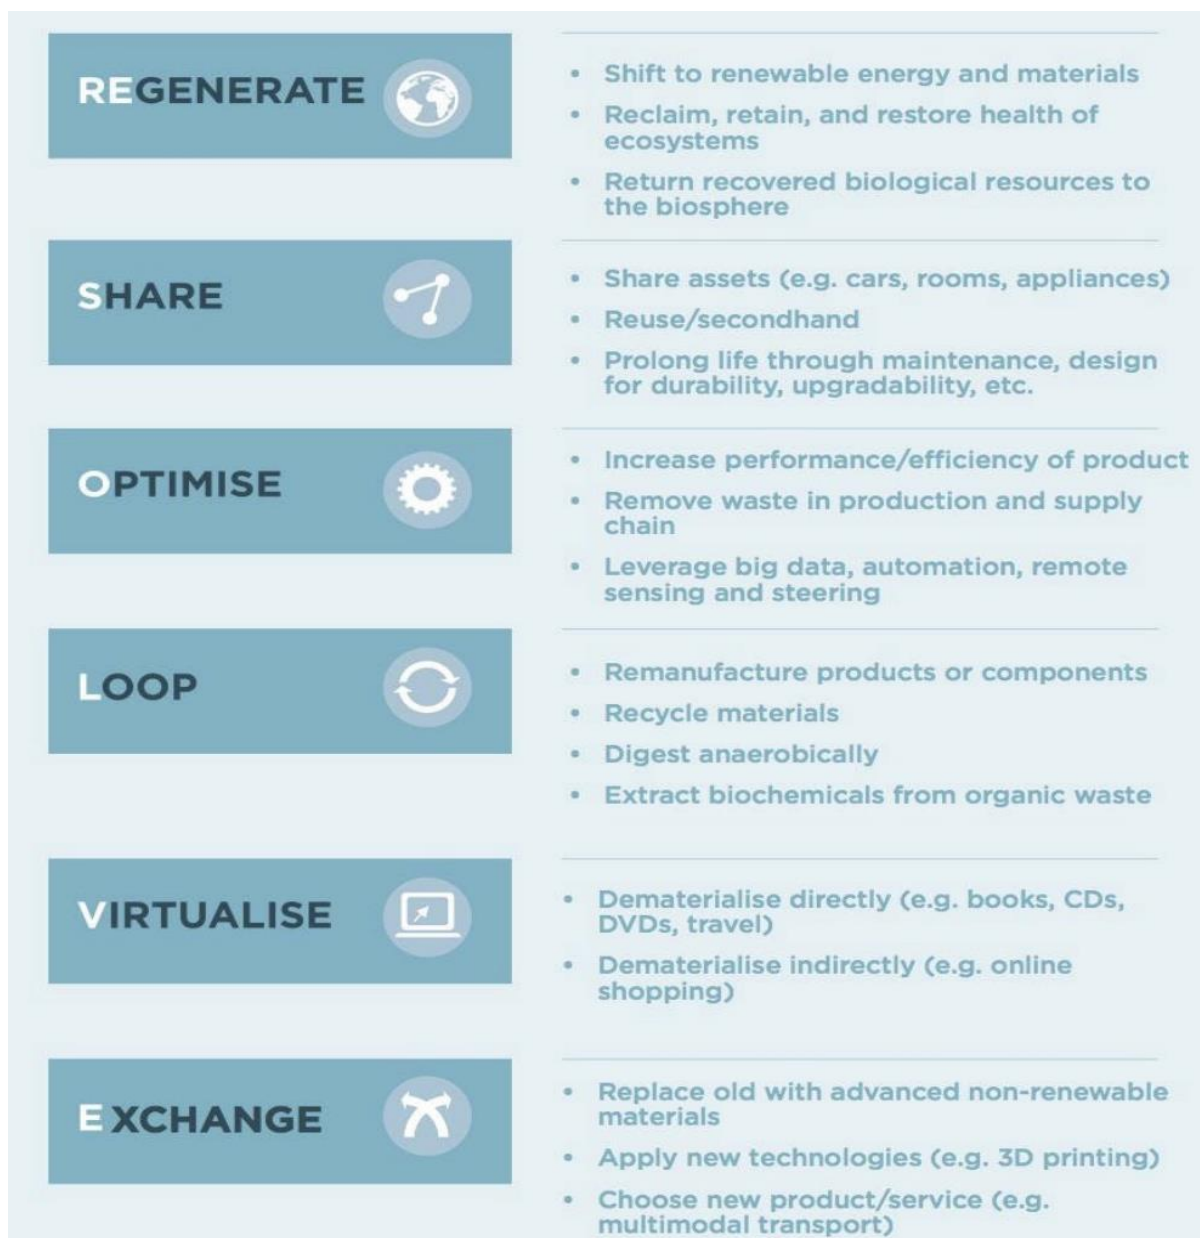 REGENERATE
• Shift to renewable energy and materials
• Reclaim, retain, and restore health of
ecosystems
• Return recovered biological resources to
the biosphere
SHARE
• Share assets (e.g. cars, rooms, appliances)
• Reuse/secondhand
• Prolong life through maintenance, design
for durability, upgradability, etc.
OPTIMISE
• Increase performance/efficiency of product
• Remove waste in production and supply
chain
• Leverage big data, automation, remote
sensing and steering
LOOP
• Remanufacture products or components
• Recycle materials
• Digest anaerobically
• Extract biochemicals from organic waste
VIRTUALISE
• Dematerialise directly (e.g. books, CDs,
DVDs, travel)
• Dematerialise indirectly (e.g. online
shopping)
E XCHANGE
• Replace old with advanced non-renewable
materials
• Apply new technologies (e.g. 3D printing)
• Choose new product/service (e.g.
multimodal transport)